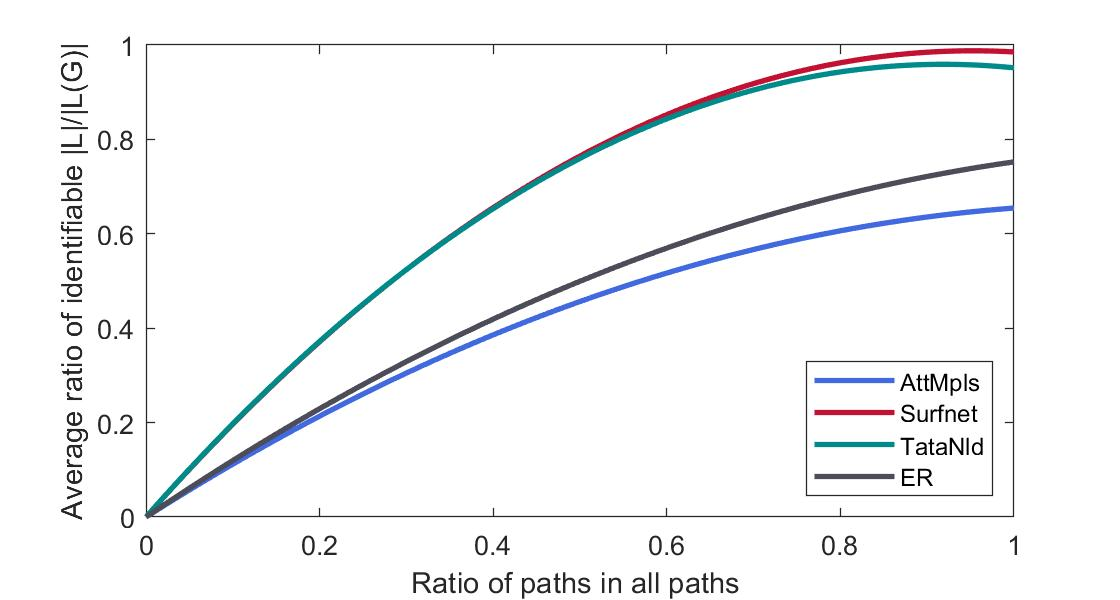 Average ratio of identifiable |L|/|L(G)|
1
0.8
0.6
0.4
0.2
0
0 0.2 0.4 0.6 0.8 1
Ratio of paths in all paths
AttMpls
Surfnet
TataNld
ER